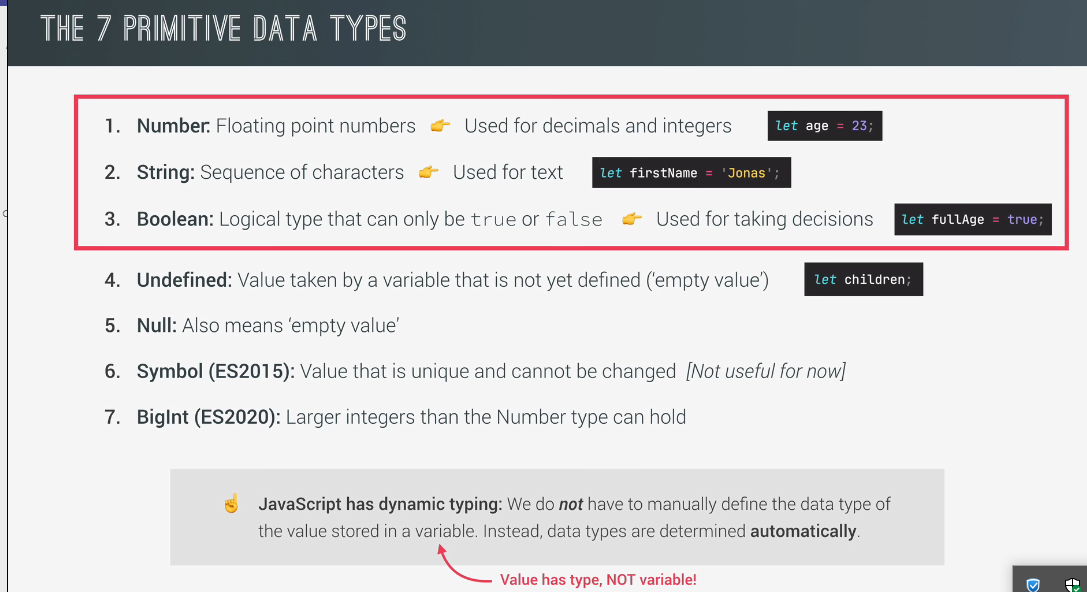 THE 7 PRIMITIVE DATA TYPES
1. Number: Floating point numbers 👉 Used for decimals and integers let age = 23;
2. String: Sequence of characters 👉 Used for text let firstName = 'Jonas';
3. Boolean: Logical type that can only be true or false 👉 Used for taking decisions let fullAge = true;
4. Undefined: Value taken by a variable that is not yet defined (‘empty value’) let children;
5. Null: Also means ‘empty value’
6. Symbol (ES2015): Value that is unique and cannot be changed [Not useful for now]
7. BigInt (ES2020): Larger integers than the Number type can hold
☝ JavaScript has dynamic typing: We do not have to manually define the data type of
the value stored in a variable. Instead, data types are determined automatically.
Value has type, NOT variable!